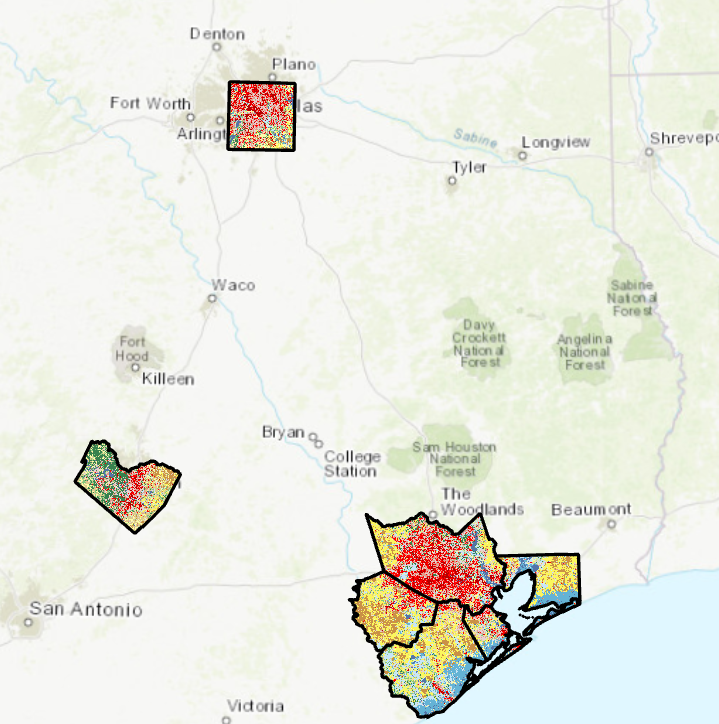 Denton
Plano
Fort Worth
las
Arlingt
Sabine
Longview
Shrevepo
Tyler
Waco
Sabine
National
Forest
Davy
Crockett
National
Forest
Angelina
National
Forest
Fort
Hood
Killeen
Bryan
College
Station
Sam Houston
National
Forest
The
Woodlands
Beaumont
San Antonio
Victoria